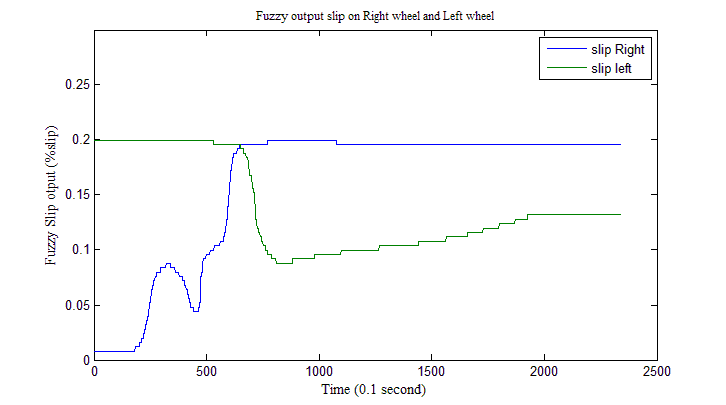 Fuzzy output slip on Right wheel and Left wheel
slip Right
slip left
Fuzzy Slip otput (%slip)
0.25
0.2
0.15
0.1
0.05
0
0 500 1000 1500 2000 2500
Time (0.1 second)